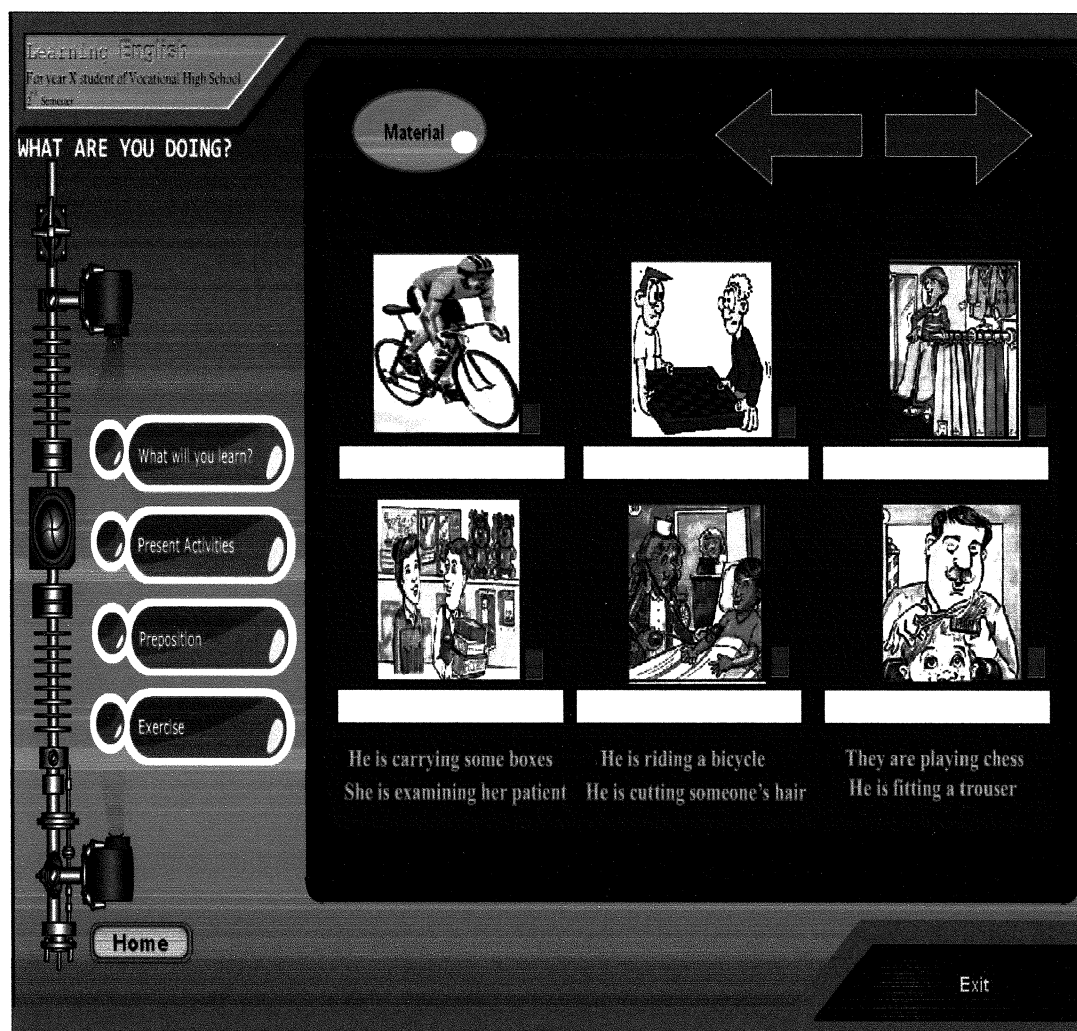 Learning English
For year X student of Vocational High School
Semester
WHAT ARE YOU DOING?
Material
What will you learn?
Present Activities
Preposition
Exercise
He is carrying some boxes
He is riding a bicycle
They are playing chess
She is examining her patient
He is cutting someone's hair
He is fitting a trouser
Home
Exit